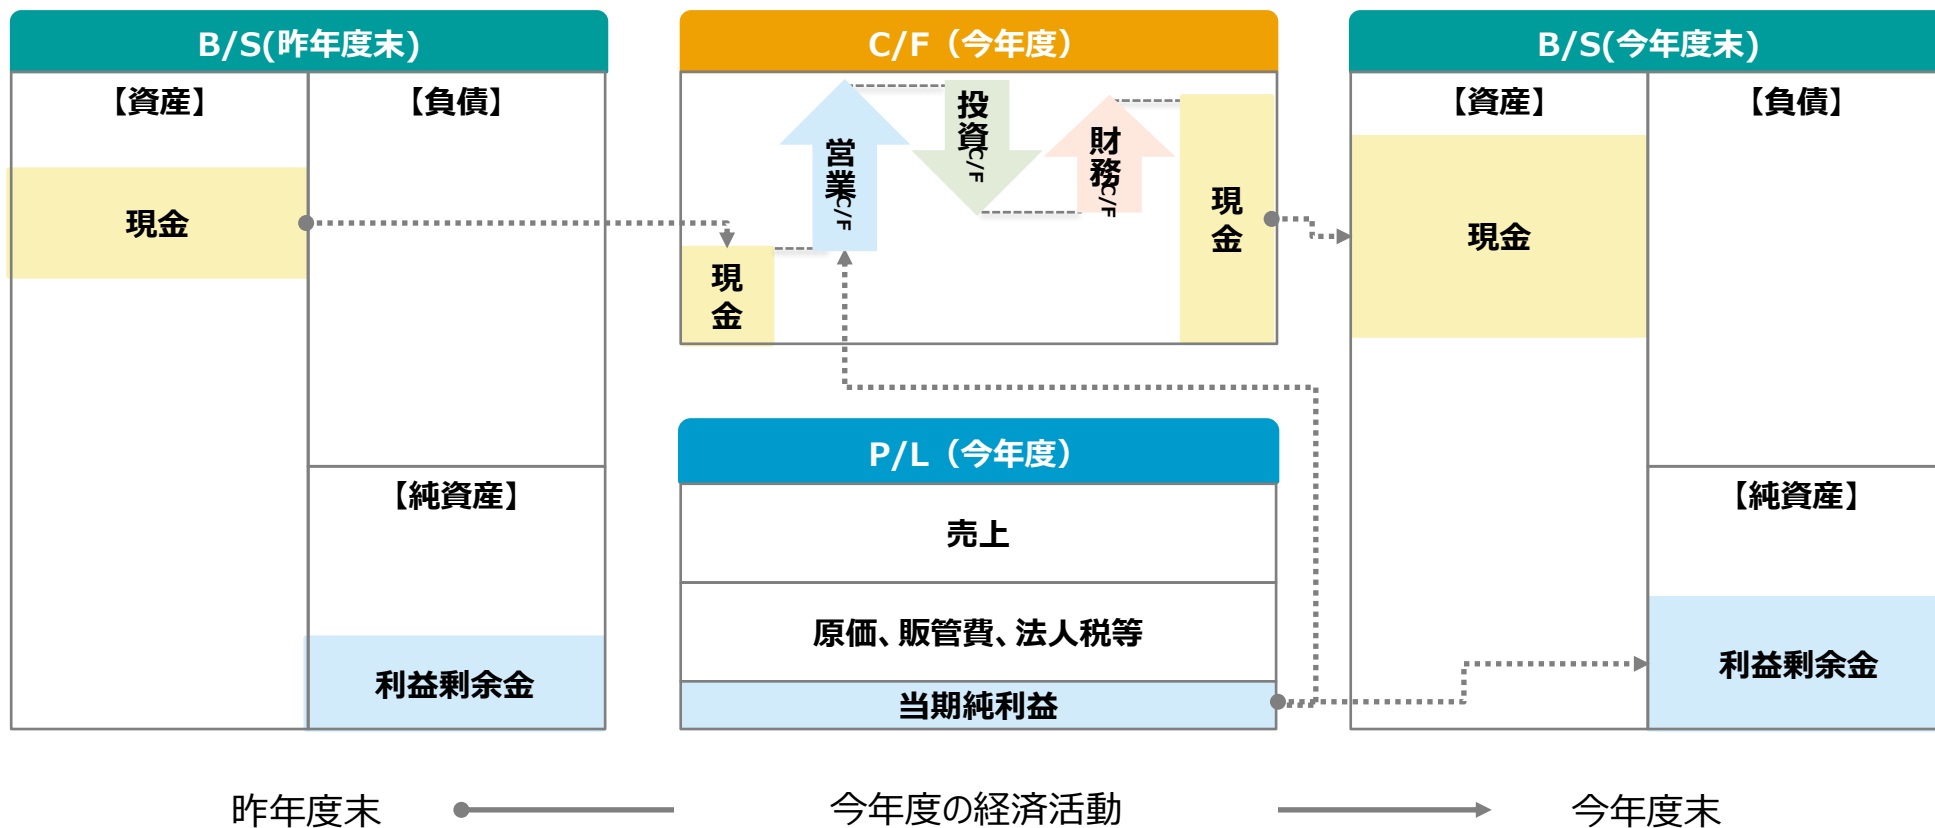 B/S(昨年度末)
【資産】
【負債】
現金
【純資産】
利益剰余金
C/F（今年度）
現金
営業C/F
投資C/F
財務C/F
現金
P/L（今年度）
売上
原価、販管費、法人税等
当期純利益
B/S(今年度末)
【資産】
【負債】
現金
【純資産】
利益剰余金
昨年度末
今年度の経済活動
今年度末